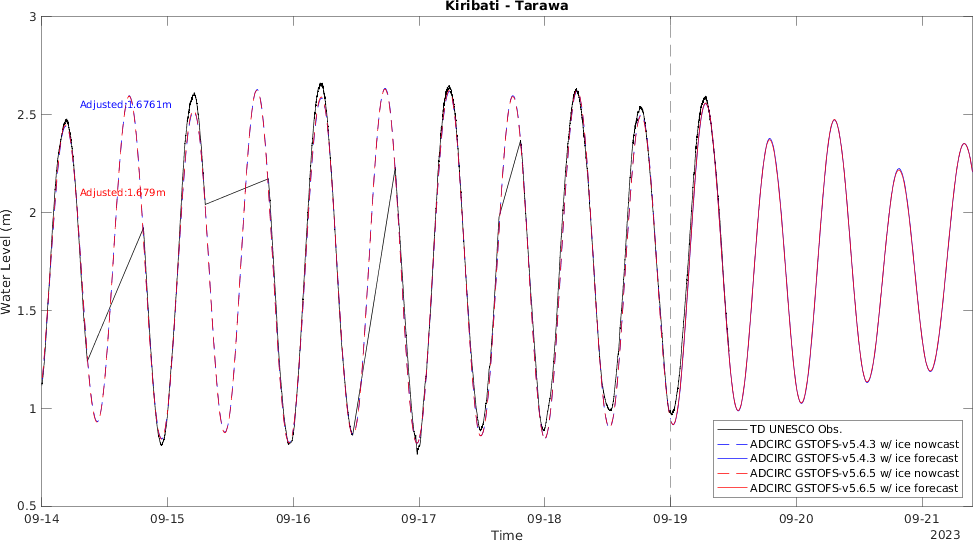 Kiribati - Tarawa
3
2.5
2
1.5
1
0.5
Water Level (m)
Adjusted:1.6761m
Adjusted:1.679m
TD UNESCO Obs.
ADCIRC GSTOFS-v5.4.3 w/ ice nowcast
ADCIRC GSTOFS-v5.4.3 w/ ice forecast
ADCIRC GSTOFS-v5.6.5 w/ ice nowcast
ADCIRC GSTOFS-v5.6.5 w/ ice forecast
09-14 09-15 09-16 09-17 09-18 09-19 09-20 09-21
Time
2023